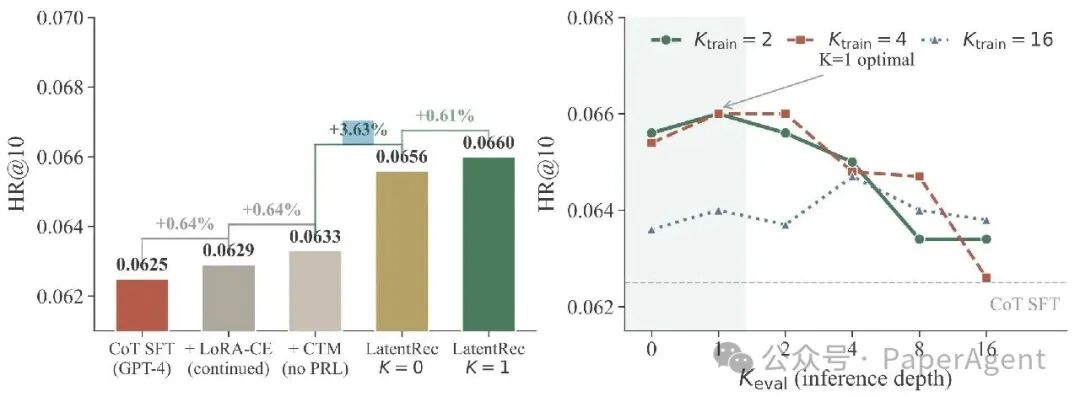 HR@10
0.070
0.068
0.066
0.064
0.062
+0.64%
+0.64%
+3.63%
+0.61%
0.0625
0.0629
0.0633
0.0656
0.0660
CoT SFT
(GPT-4)
+ LoRA-CE
(continued)
+ CTM
(no PRL)
LatentRec
K = 0
LatentRec
K = 1
HR@10
0.068
0.066
0.064
0.062
K_train = 2
K_train = 4
K_train = 16
K=1 optimal
CoT SFT
0
1
2
4
8
16
K_eval (inference depth)
公众号 · PaperAgent